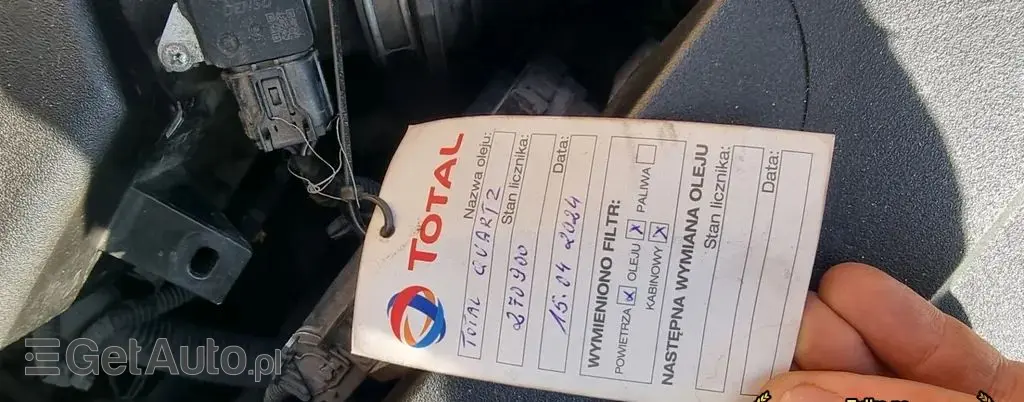 TOTAL
Nazwa oleju:
TOTAL QUARTZ
Stan licznika:
270900
Data:
15.04 2024
WYMIENIONO FILTR:
POWIETRZA x OLEJU x PALIWA
KABINOWY x
NASTĘPNA WYMIANA OLEJU
Stan licznika:
Data:
GetAuto.pl